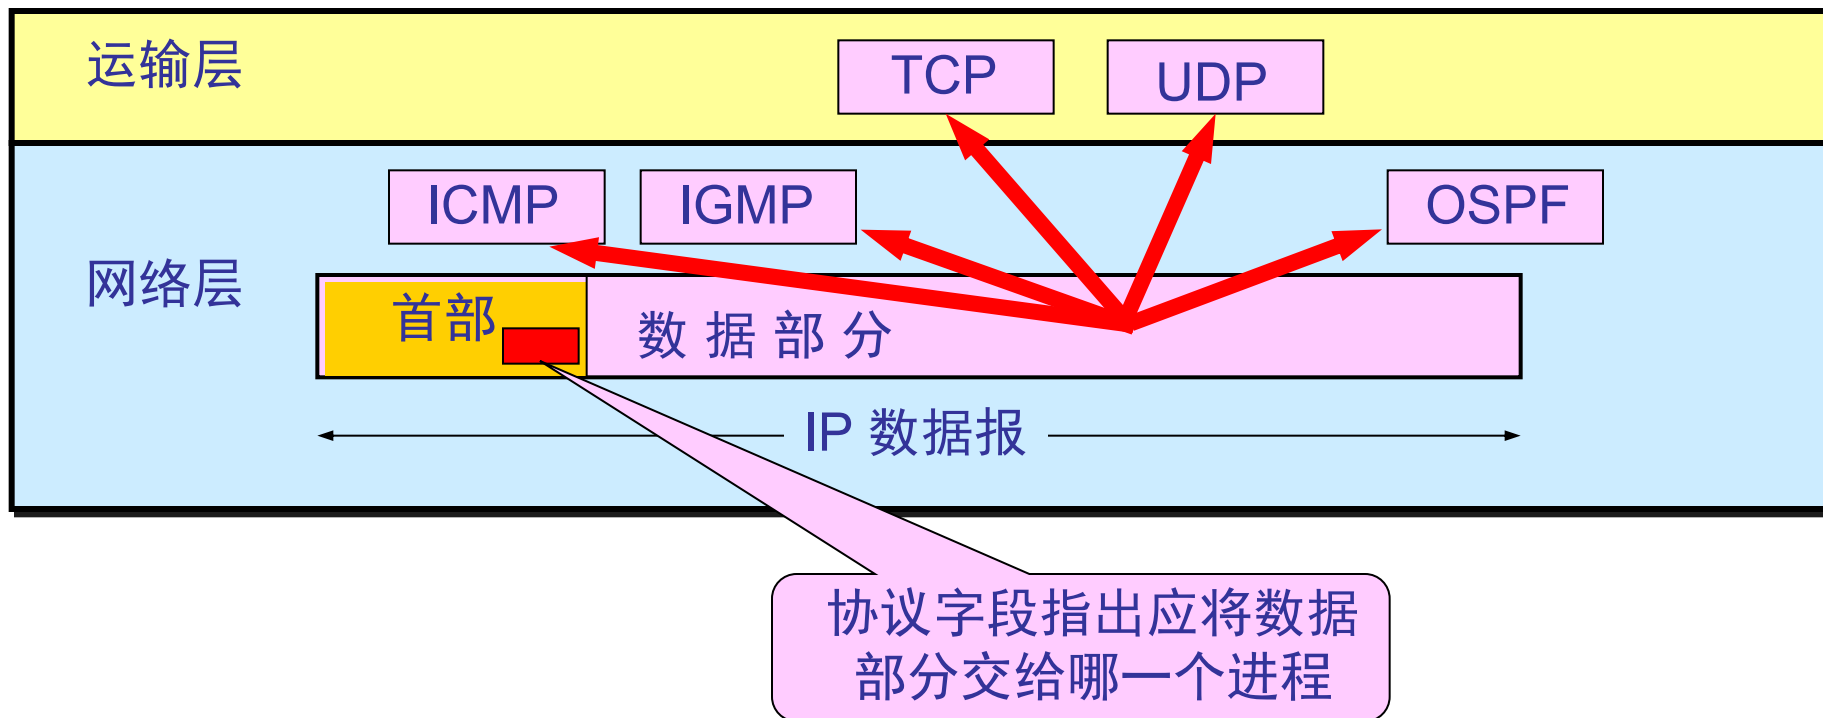 运输层
TCP
UDP
ICMP
IGMP
OSPF
网络层
首部
数据部分
IP 数据报
协议字段指出应将数据
部分交给哪一个进程